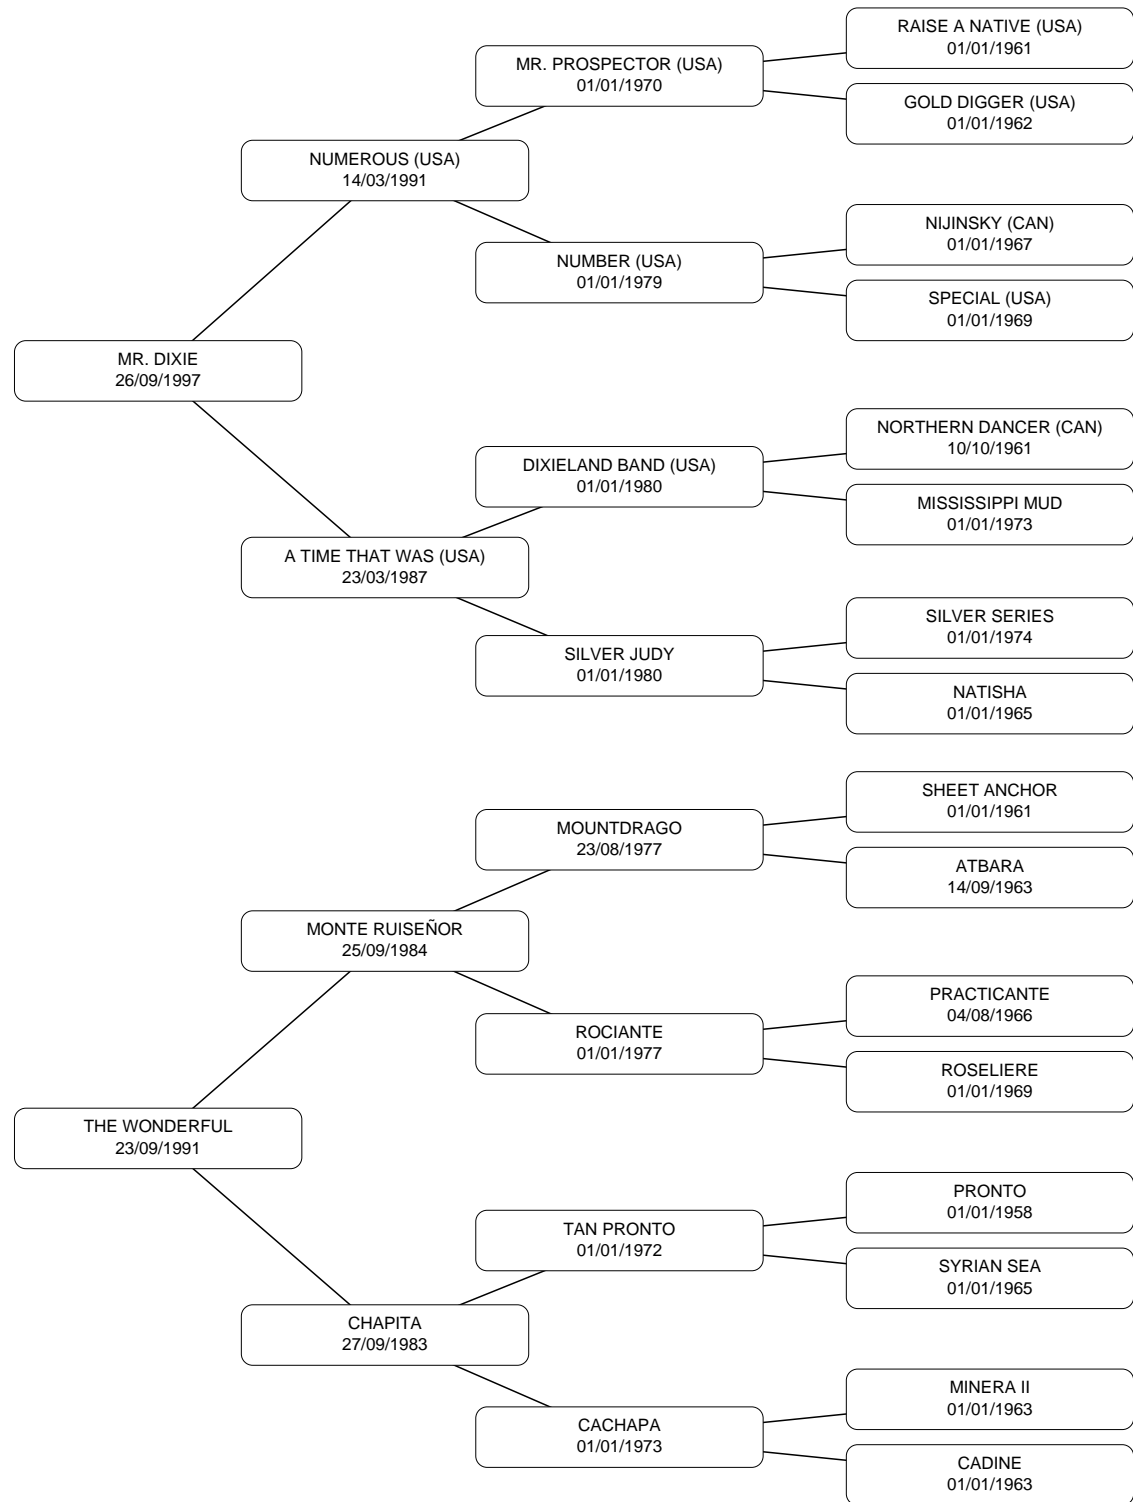 RAISE A NATIVE (USA)
01/01/1961
MR. PROSPECTOR (USA)
01/01/1970
GOLD DIGGER (USA)
01/01/1962
NUMEROUS (USA)
14/03/1991
NIJINSKY (CAN)
01/01/1967
NUMBER (USA)
01/01/1979
SPECIAL (USA)
01/01/1969
MR. DIXIE
26/09/1997
NORTHERN DANCER (CAN)
10/10/1961
DIXIELAND BAND (USA)
01/01/1980
MISSISSIPPI MUD
01/01/1973
A TIME THAT WAS (USA)
23/03/1987
SILVER SERIES
01/01/1974
SILVER JUDY
01/01/1980
NATISHA
01/01/1965
SHEET ANCHOR
01/01/1961
MOUNTDRAGO
23/08/1977
ATBARA
14/09/1963
MONTE RUISEÑOR
25/09/1984
PRACTICANTE
04/08/1966
ROCIANTE
01/01/1977
ROSELIERE
01/01/1969
THE WONDERFUL
23/09/1991
PRONTO
01/01/1958
TAN PRONTO
01/01/1972
SYRIAN SEA
01/01/1965
CHAPITA
27/09/1983
MINERA II
01/01/1963
CACHAPA
01/01/1973
CADINE
01/01/1963